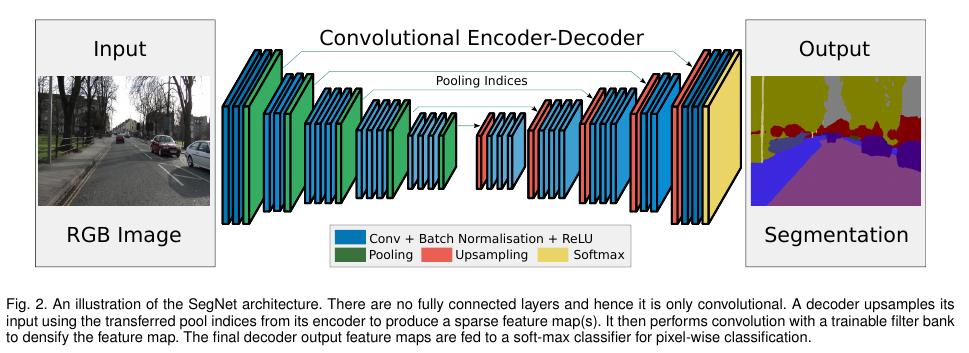 Convolutional Encoder-Decoder
Input
Output
Pooling Indices
RGB Image
Segmentation
Conv + Batch Normalisation + ReLU
Pooling Upsampling Softmax
Fig. 2. An illustration of the SegNet architecture. There are no fully connected layers and hence it is only convolutional. A decoder upsamples its
input using the transferred pool indices from its encoder to produce a sparse feature map(s). It then performs convolution with a trainable filter bank
to densify the feature map. The final decoder output feature maps are fed to a soft-max classifier for pixel-wise classification.